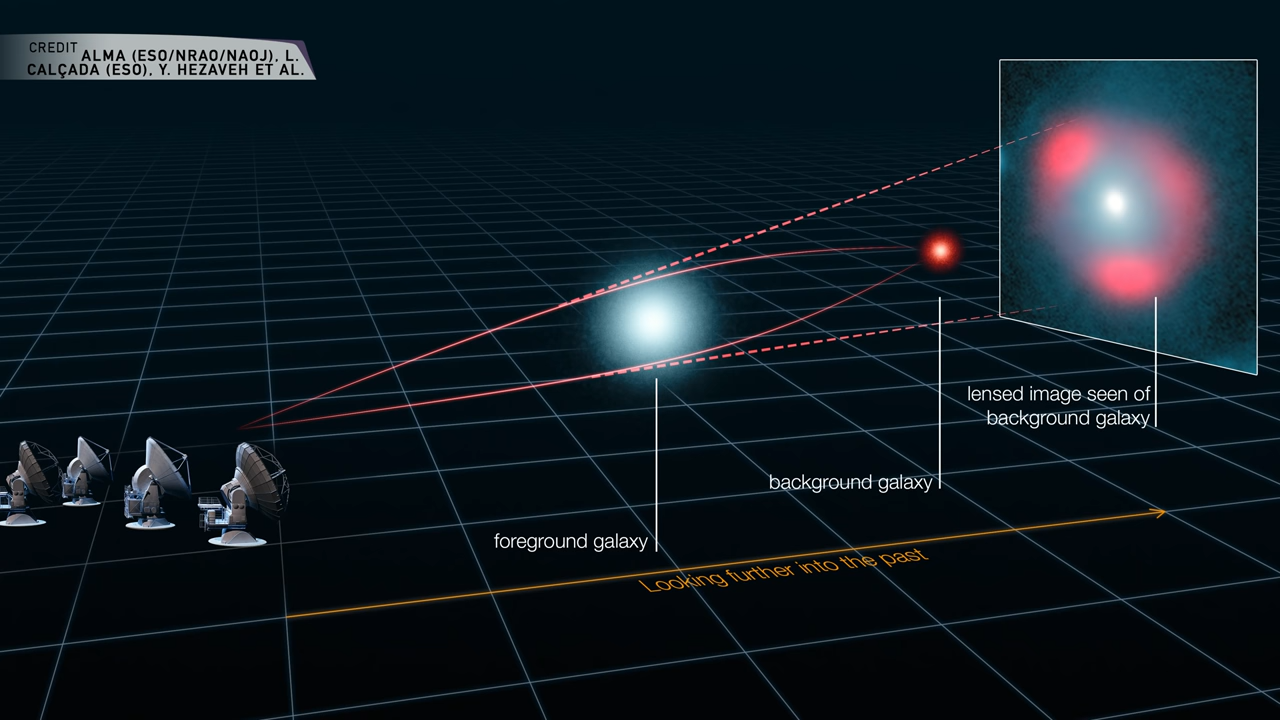 CREDIT ALMA (ESO/NRAO/NAOJ), L.
CALÇADA (ESO), Y. HEZAVEH ET AL.
lensed image seen of
background galaxy
background galaxy
foreground galaxy
Looking further into the past